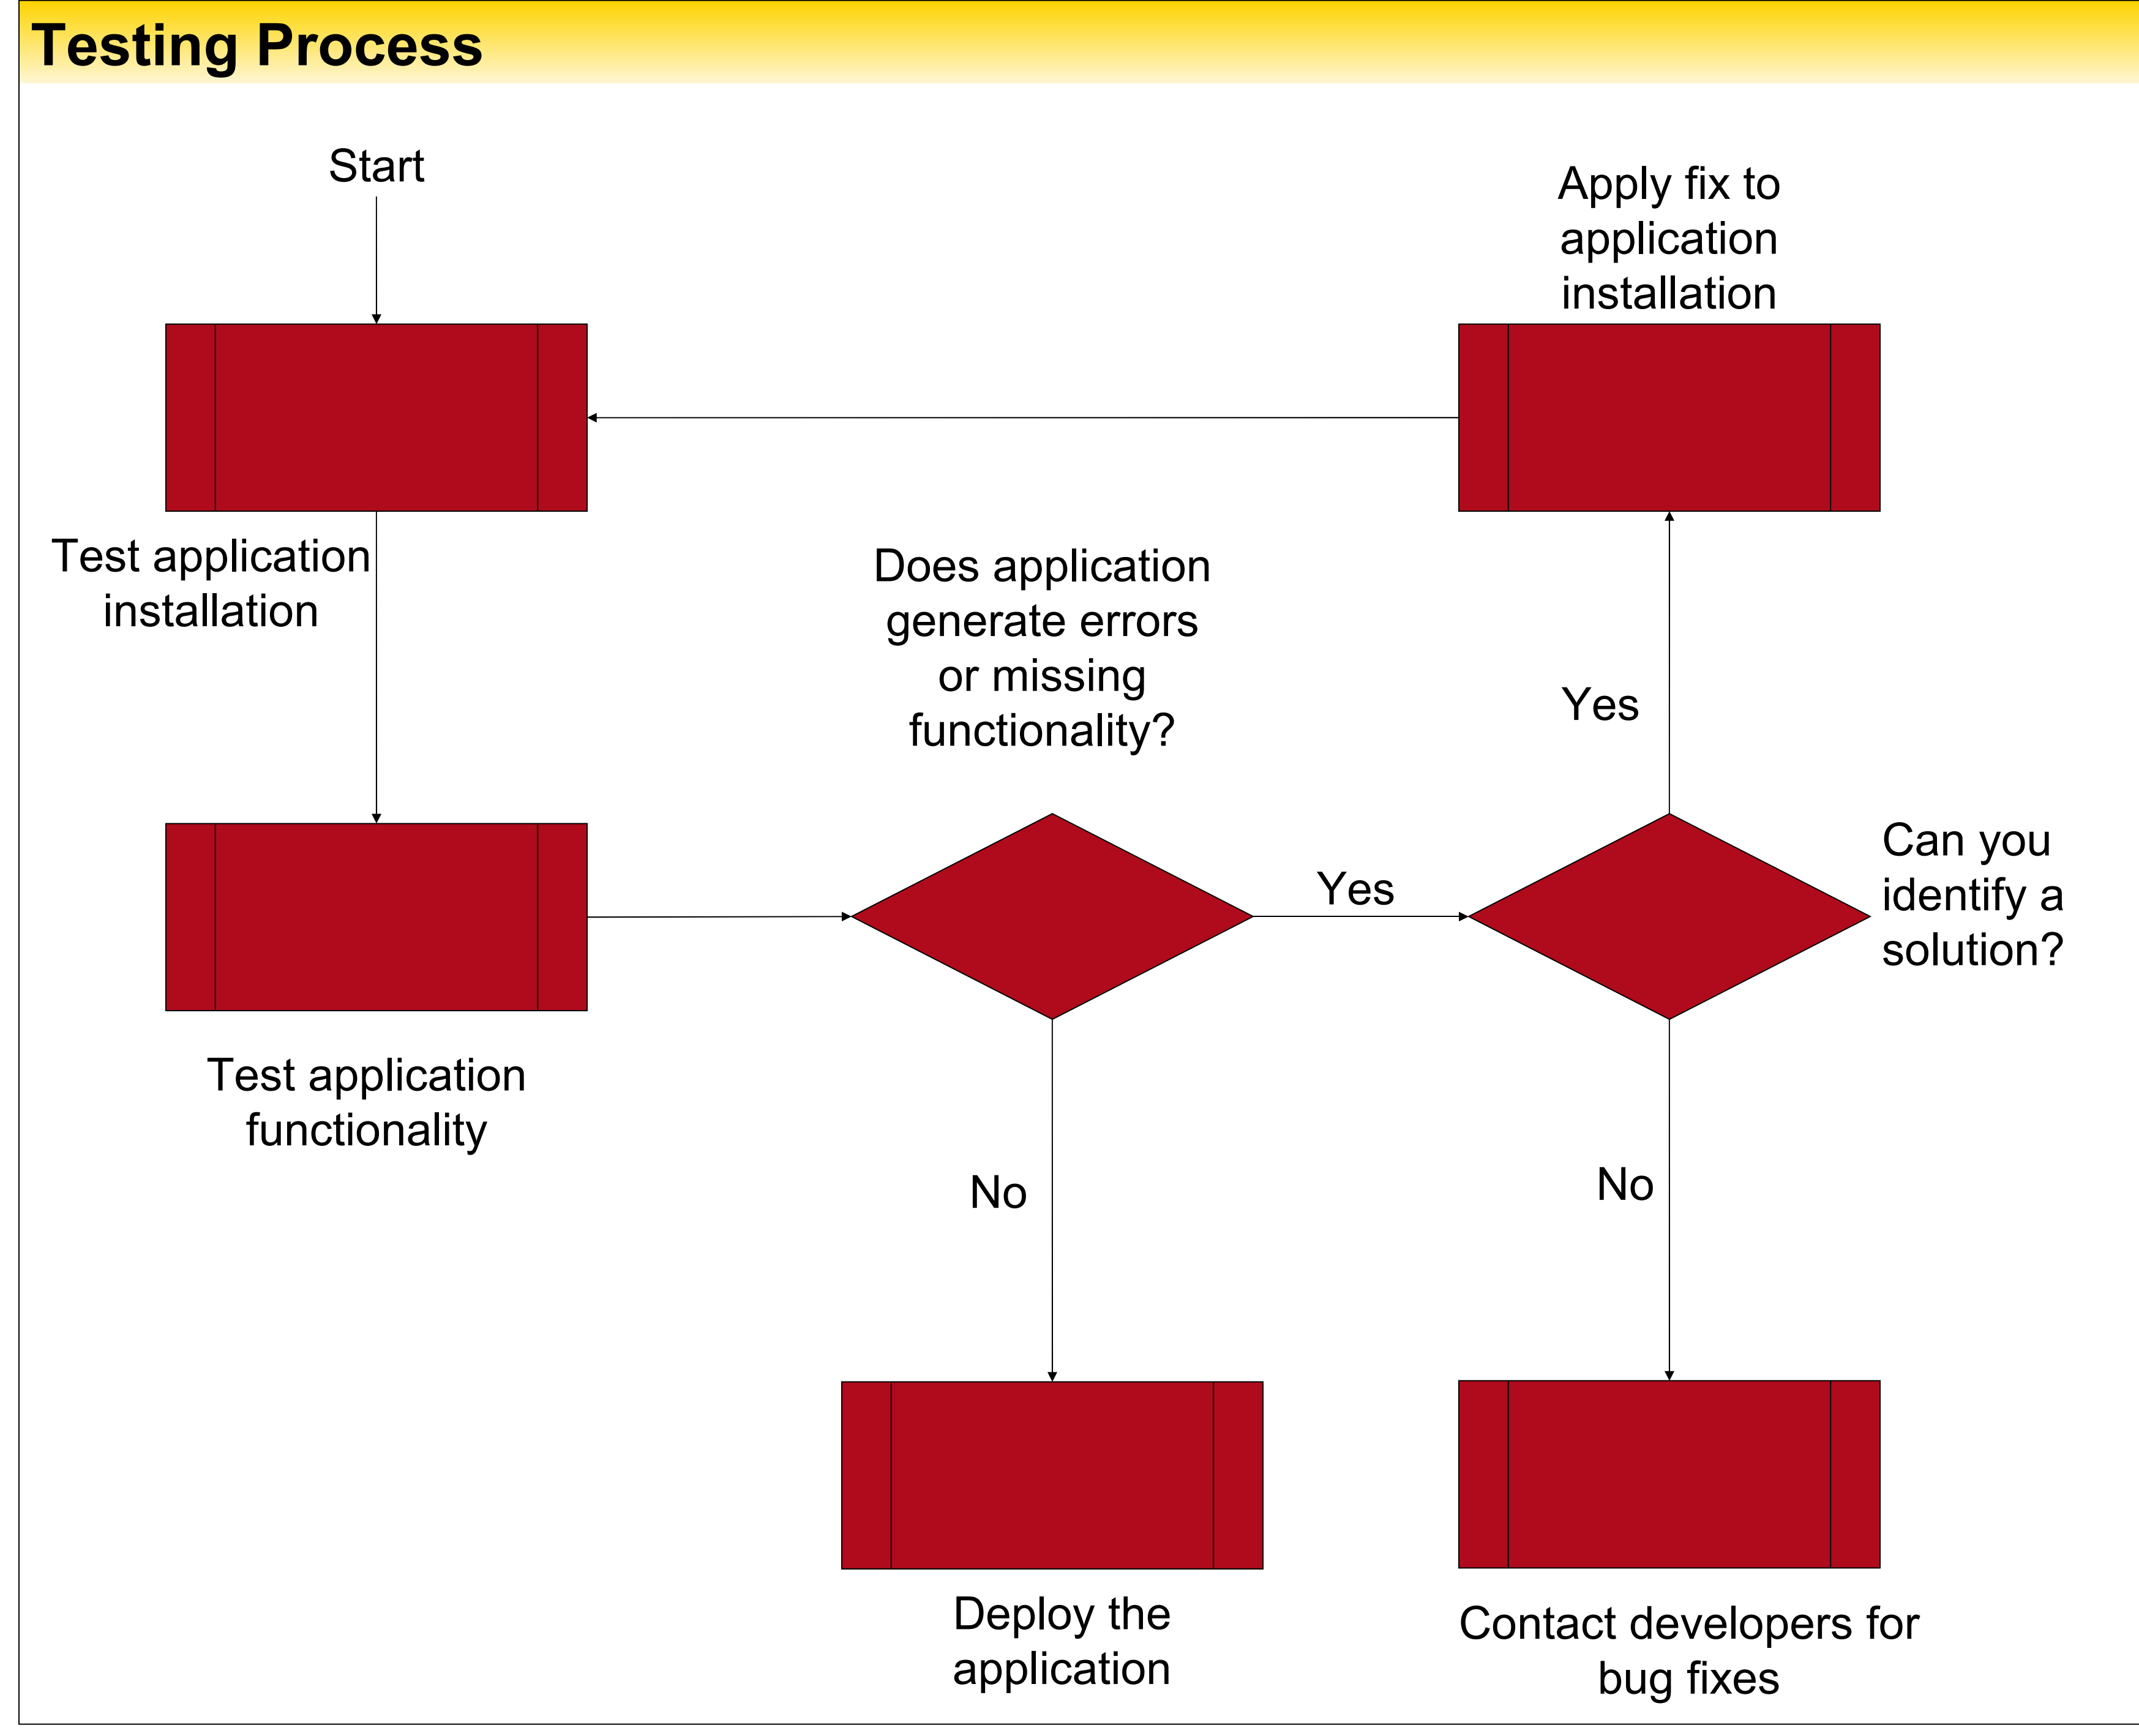 Testing Process
Start
Apply fix to
application
installation
Test application
installation
Does application
generate errors
or missing
functionality?
Yes
Yes
Can you
identify a
solution?
Test application
functionality
No
No
Deploy the
application
Contact developers for
bug fixes